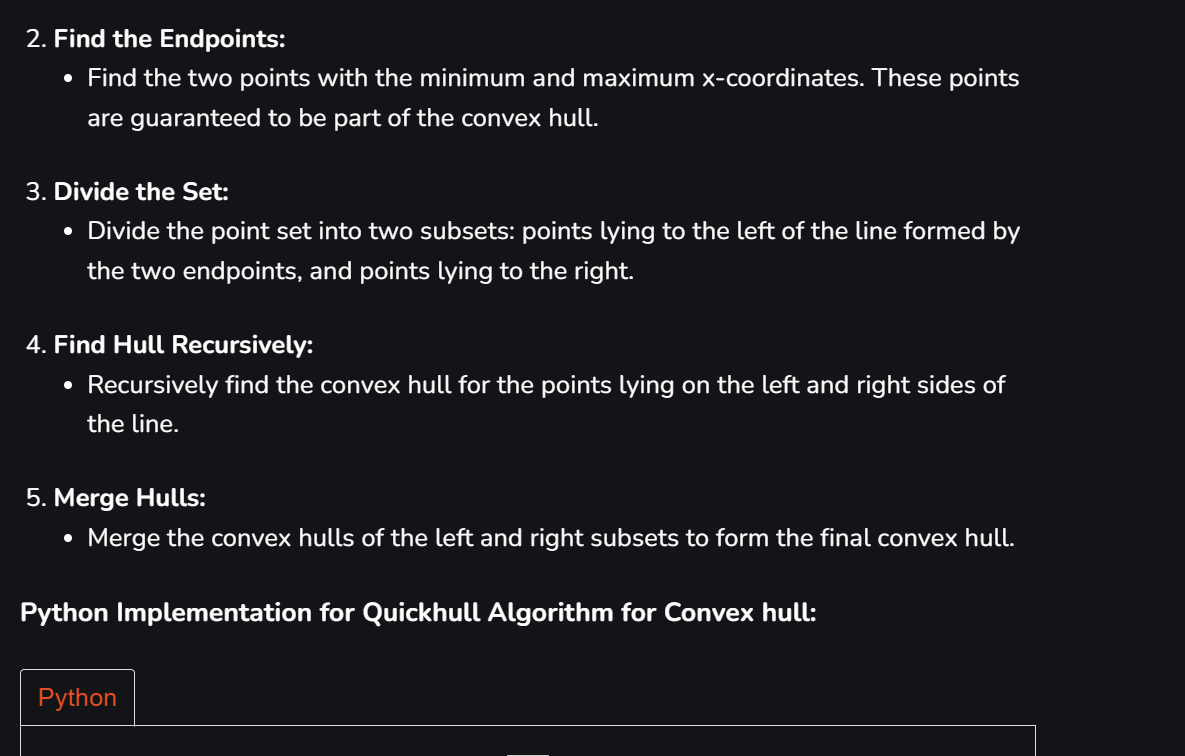 2. Find the Endpoints:
• Find the two points with the minimum and maximum x-coordinates. These points
are guaranteed to be part of the convex hull.
3. Divide the Set:
• Divide the point set into two subsets: points lying to the left of the line formed by
the two endpoints, and points lying to the right.
4. Find Hull Recursively:
• Recursively find the convex hull for the points lying on the left and right sides of
the line.
5. Merge Hulls:
• Merge the convex hulls of the left and right subsets to form the final convex hull.
Python Implementation for Quickhull Algorithm for Convex hull:
Python